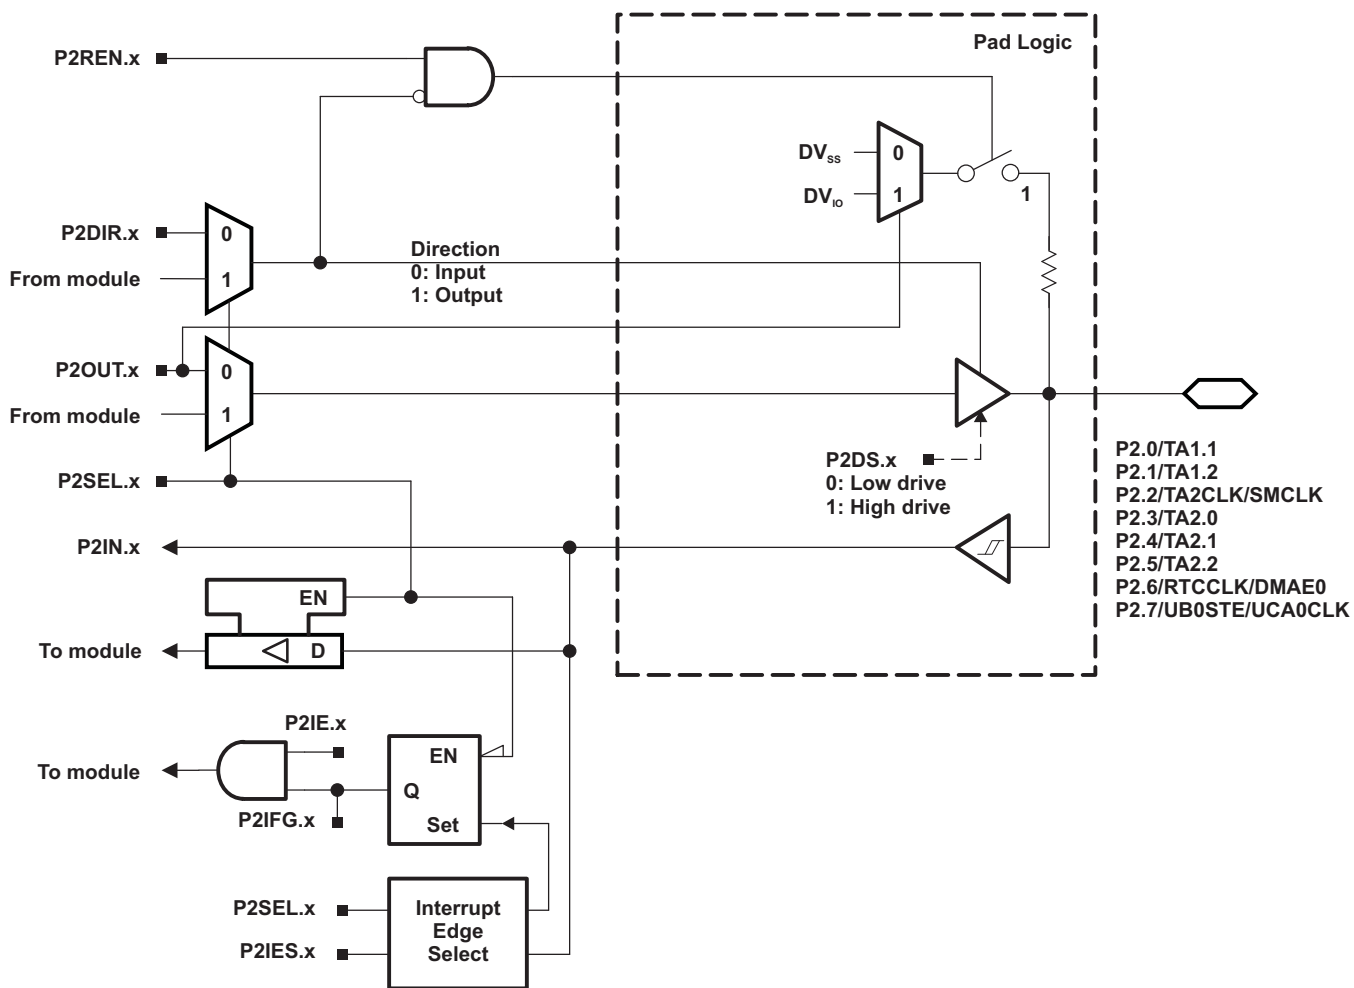 Pad Logic
P2REN.x
DVSS
0
DVIO
1
1
P2DIR.x
0
From module
1
Direction
0: Input
1: Output
P2OUT.x
0
From module
1
P2SEL.x
P2DS.x
0: Low drive
1: High drive
P2.0/TA1.1
P2.1/TA1.2
P2.2/TA2CLK/SMCLK
P2.3/TA2.0
P2.4/TA2.1
P2.5/TA2.2
P2.6/RTCCLK/DMAE0
P2.7/UB0STE/UCA0CLK
P2IN.x
EN
To module
D
P2IE.x
EN
To module
Q
P2IFG.x
Set
P2SEL.x
P2IES.x
Interrupt
Edge
Select